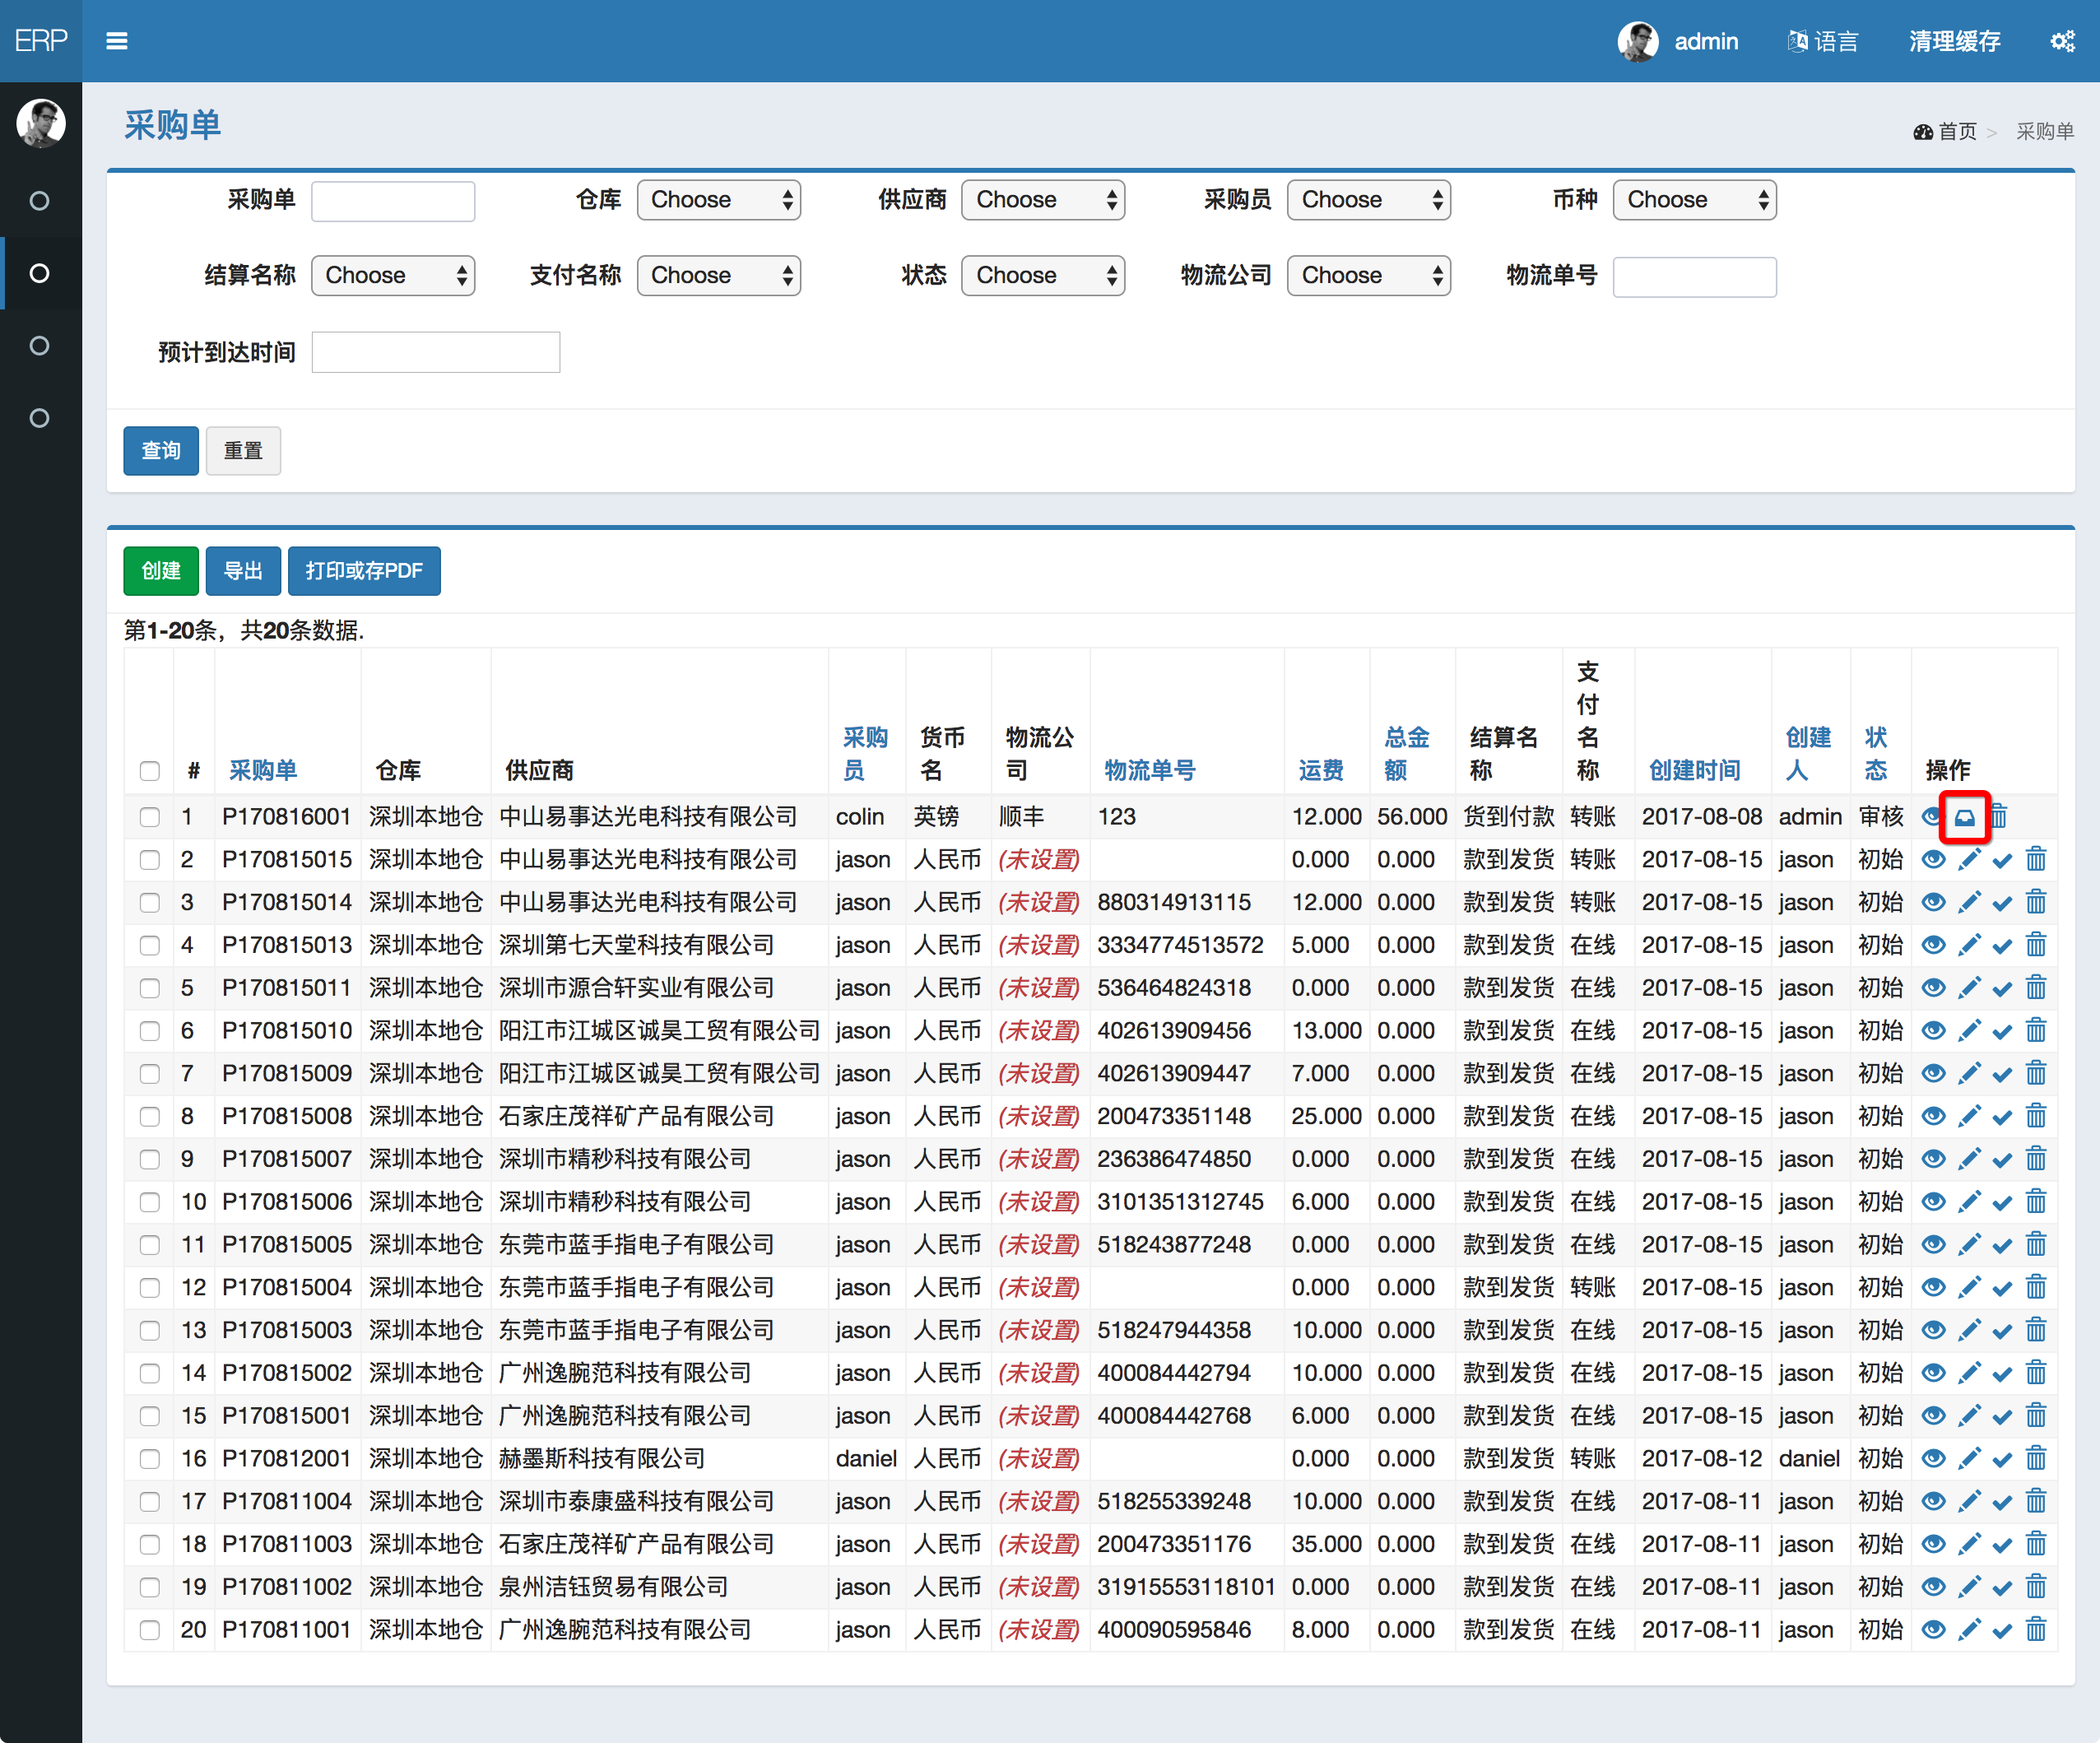 ERP admin 语言 清理缓存
采购单
首页 > 采购单
采购单 仓库 Choose 供应商 Choose 采购员 Choose 币种 Choose
结算名称 Choose 支付名称 Choose 状态 Choose 物流公司 Choose 物流单号
预计到达时间
查询 重置
创建 导出 打印或存PDF
第1-20条，共20条数据.
# 采购单 仓库 供应商 采购员 货币名 物流公司 物流单号 运费 总金额 结算名称 支付名称 创建时间 创建人 状态 操作
1 P170816001 深圳本地仓 中山易事达光电科技有限公司 colin 英镑 顺丰 123 12.000 56.000 货到付款 转账 2017-08-08 admin 审核
2 P170815015 深圳本地仓 中山易事达光电科技有限公司 jason 人民币 (未设置) 0.000 0.000 款到发货 转账 2017-08-15 jason 初始
3 P170815014 深圳本地仓 中山易事达光电科技有限公司 jason 人民币 (未设置) 880314913115 12.000 0.000 款到发货 转账 2017-08-15 jason 初始
4 P170815013 深圳本地仓 深圳第七天堂科技有限公司 jason 人民币 (未设置) 3334774513572 5.000 0.000 款到发货 在线 2017-08-15 jason 初始
5 P170815011 深圳本地仓 深圳市源合轩实业有限公司 jason 人民币 (未设置) 536464824318 0.000 0.000 款到发货 在线 2017-08-15 jason 初始
6 P170815010 深圳本地仓 阳江市江城区诚昊工贸有限公司 jason 人民币 (未设置) 402613909456 13.000 0.000 款到发货 在线 2017-08-15 jason 初始
7 P170815009 深圳本地仓 阳江市江城区诚昊工贸有限公司 jason 人民币 (未设置) 402613909447 7.000 0.000 款到发货 在线 2017-08-15 jason 初始
8 P170815008 深圳本地仓 石家庄茂祥矿产品有限公司 jason 人民币 (未设置) 200473351148 25.000 0.000 款到发货 在线 2017-08-15 jason 初始
9 P170815007 深圳本地仓 深圳市精秒科技有限公司 jason 人民币 (未设置) 236386474850 0.000 0.000 款到发货 在线 2017-08-15 jason 初始
10 P170815006 深圳本地仓 深圳市精秒科技有限公司 jason 人民币 (未设置) 3101351312745 6.000 0.000 款到发货 在线 2017-08-15 jason 初始
11 P170815005 深圳本地仓 东莞市蓝手指电子有限公司 jason 人民币 (未设置) 518243877248 0.000 0.000 款到发货 在线 2017-08-15 jason 初始
12 P170815004 深圳本地仓 东莞市蓝手指电子有限公司 jason 人民币 (未设置) 0.000 0.000 款到发货 转账 2017-08-15 jason 初始
13 P170815003 深圳本地仓 东莞市蓝手指电子有限公司 jason 人民币 (未设置) 518247944358 10.000 0.000 款到发货 在线 2017-08-15 jason 初始
14 P170815002 深圳本地仓 广州逸腕范科技有限公司 jason 人民币 (未设置) 400084442794 10.000 0.000 款到发货 在线 2017-08-15 jason 初始
15 P170815001 深圳本地仓 广州逸腕范科技有限公司 jason 人民币 (未设置) 400084442768 6.000 0.000 款到发货 在线 2017-08-15 jason 初始
16 P170812001 深圳本地仓 赫墨斯科技有限公司 daniel 人民币 (未设置) 0.000 0.000 款到发货 转账 2017-08-12 daniel 初始
17 P170811004 深圳本地仓 深圳市泰康盛科技有限公司 jason 人民币 (未设置) 518255339248 10.000 0.000 款到发货 在线 2017-08-11 jason 初始
18 P170811003 深圳本地仓 石家庄茂祥矿产品有限公司 jason 人民币 (未设置) 200473351176 35.000 0.000 款到发货 在线 2017-08-11 jason 初始
19 P170811002 深圳本地仓 泉州洁钰贸易有限公司 jason 人民币 (未设置) 31915553118101 0.000 0.000 款到发货 在线 2017-08-11 jason 初始
20 P170811001 深圳本地仓 广州逸腕范科技有限公司 jason 人民币 (未设置) 400090595846 8.000 0.000 款到发货 在线 2017-08-11 jason 初始